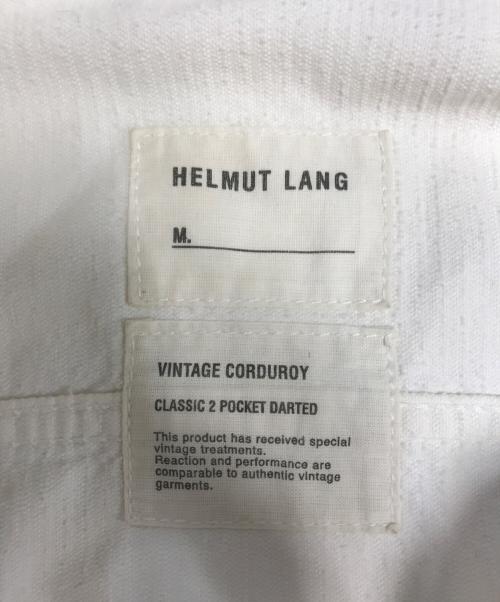 HELMUT LANG
M.
VINTAGE CORDUROY
CLASSIC 2 POCKET DARTED
This product has received special
vintage treatments.
Reaction and performance are
comparable to authentic vintage
garments.